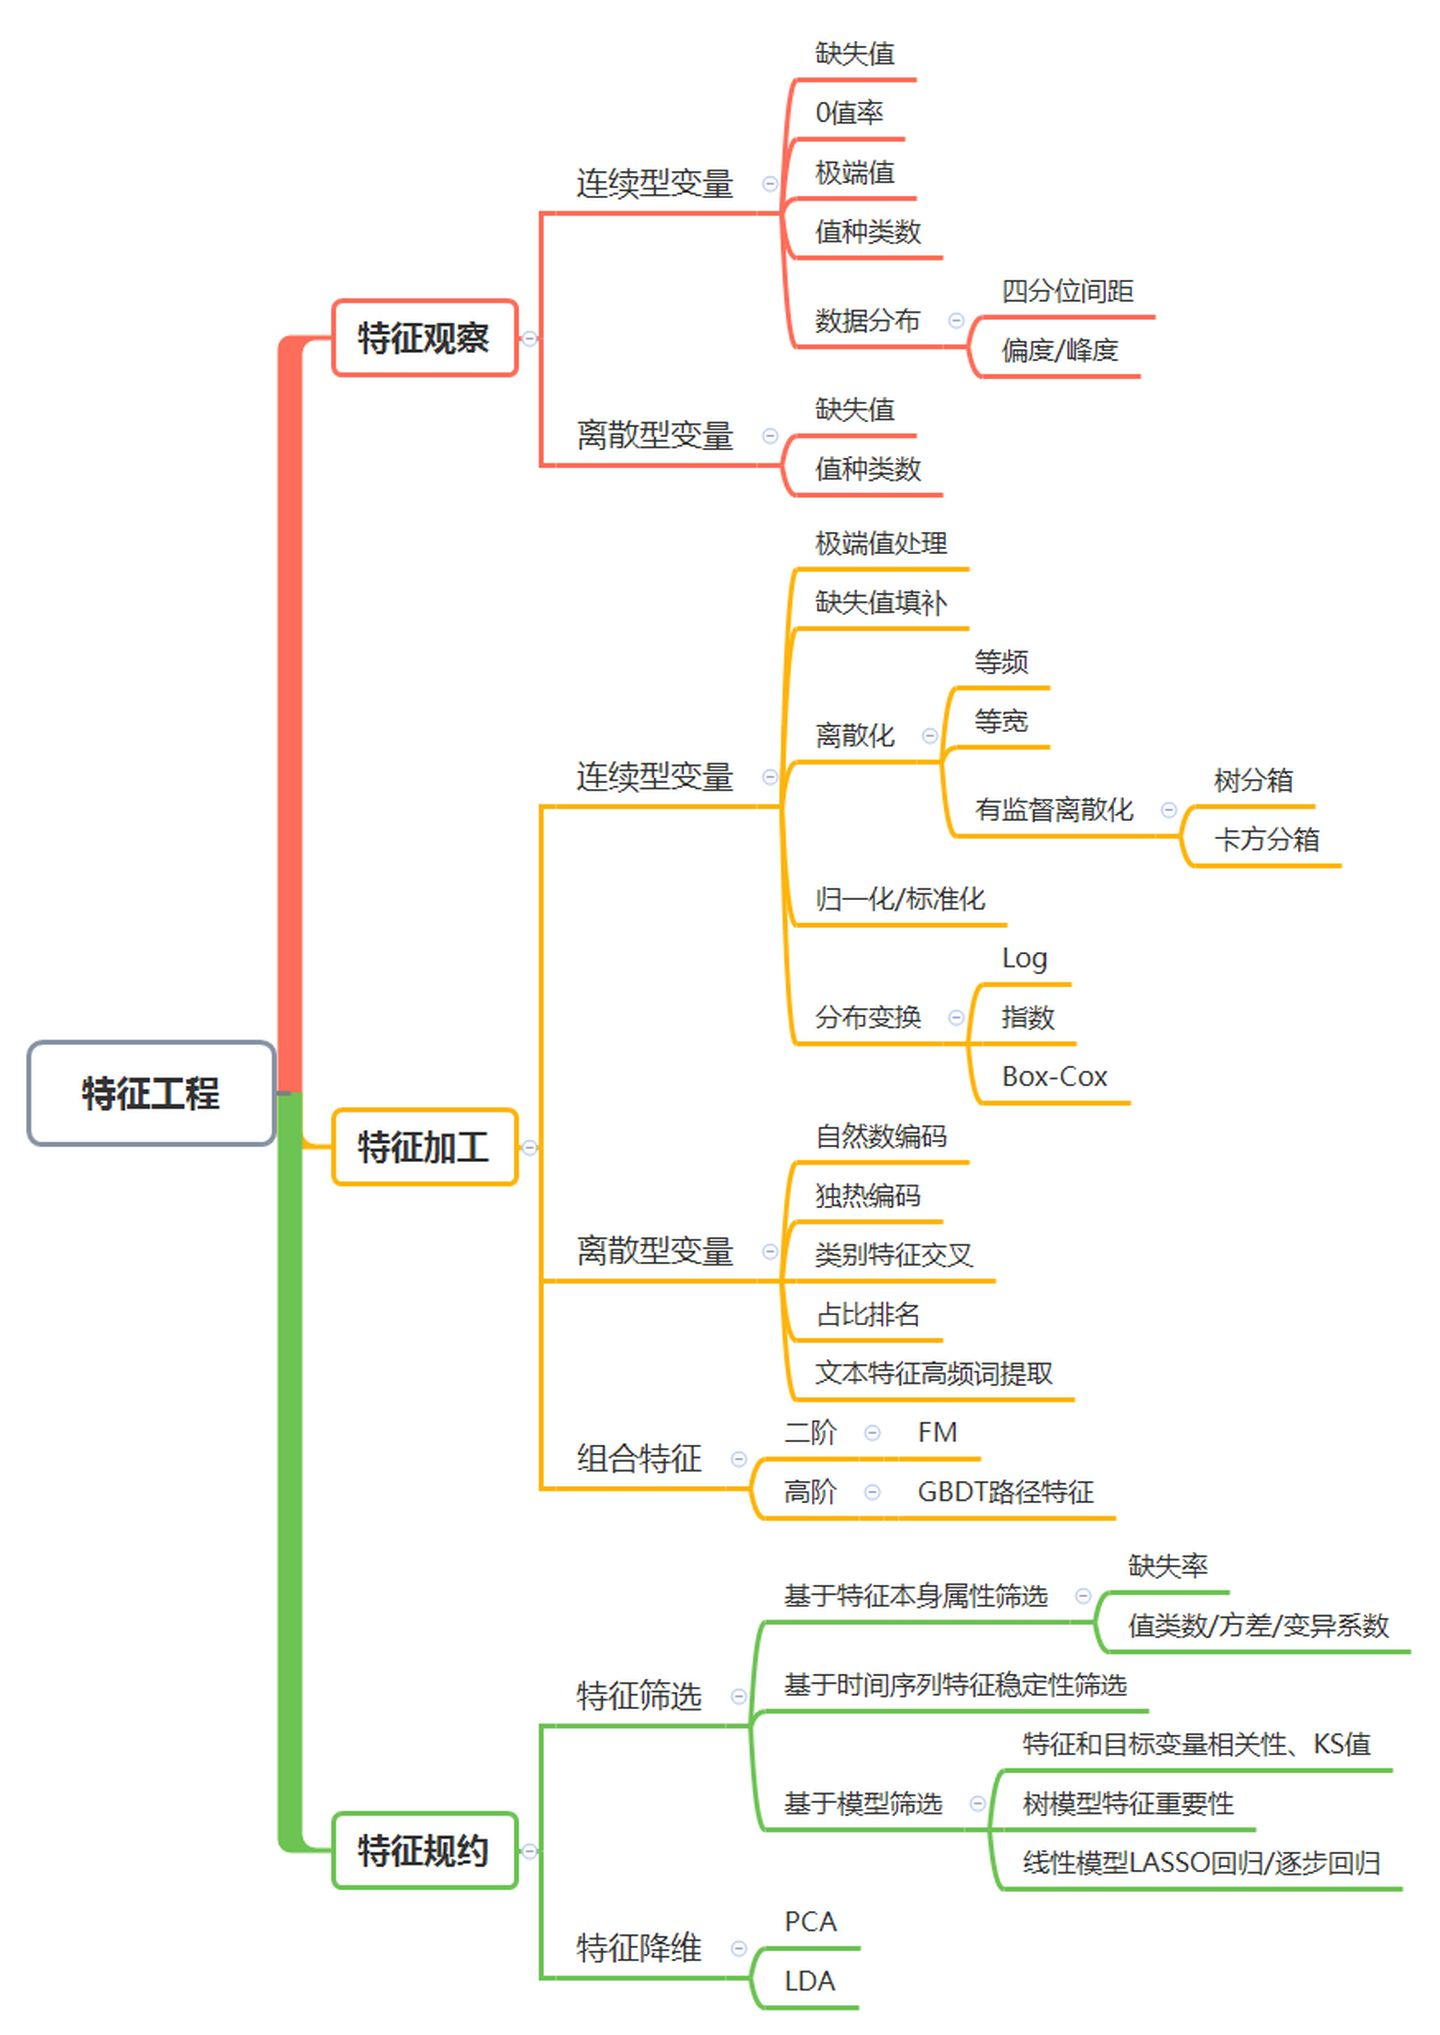 特征工程
特征观察
连续型变量
缺失值
0值率
极端值
值种类数
数据分布
四分位间距
偏度/峰度
离散型变量
缺失值
值种类数
特征加工
连续型变量
极端值处理
缺失值填补
离散化
等频
等宽
有监督离散化
树分箱
卡方分箱
归一化/标准化
分布变换
Log
指数
Box-Cox
离散型变量
自然数编码
独热编码
类别特征交叉
占比排名
文本特征高频词提取
组合特征
二阶
FM
高阶
GBDT路径特征
特征规约
特征筛选
基于特征本身属性筛选
缺失率
值类数/方差/变异系数
基于时间序列特征稳定性筛选
基于模型筛选
特征和目标变量相关性、KS值
树模型特征重要性
线性模型LASSO回归/逐步回归
特征降维
PCA
LDA